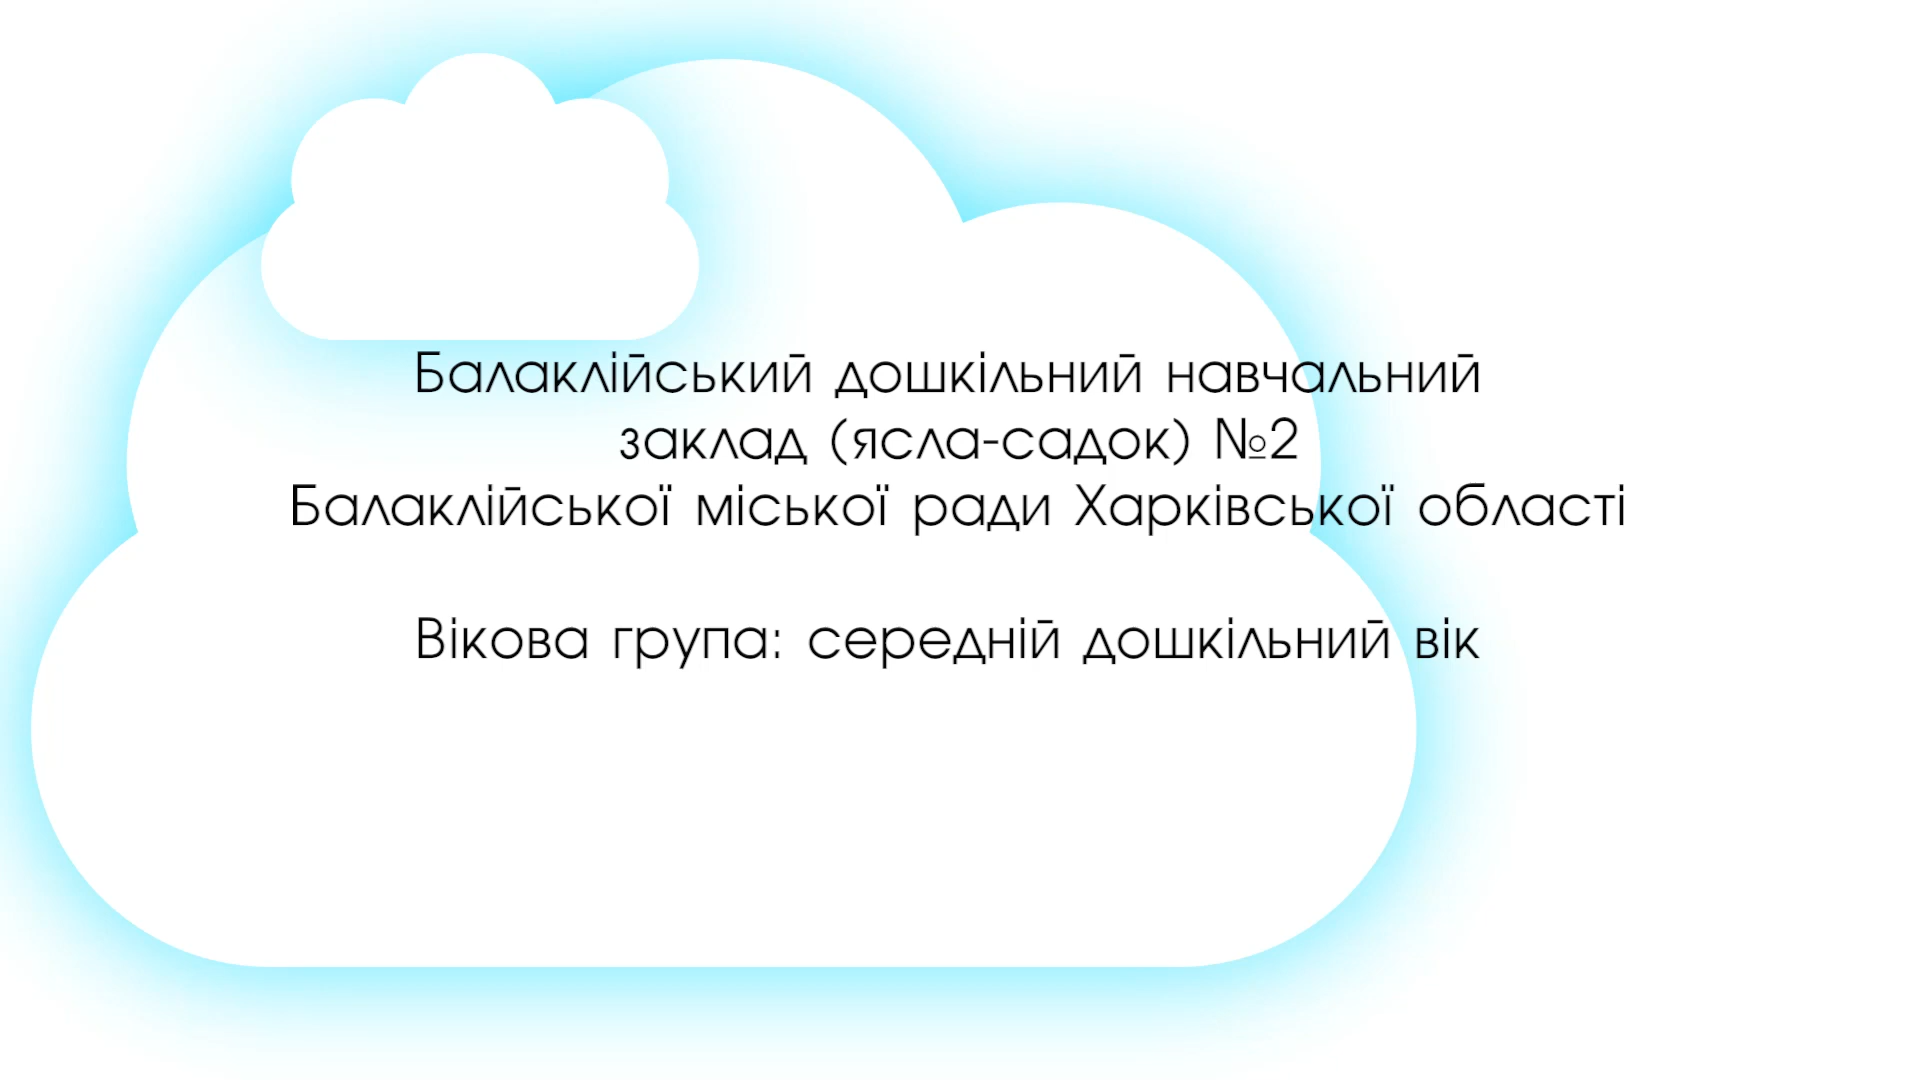 Балаклійський дошкільний навчальний
заклад (ясла-садок) №2
Балаклійської міської ради Харківської області
Вікова група: середній дошкільний вік